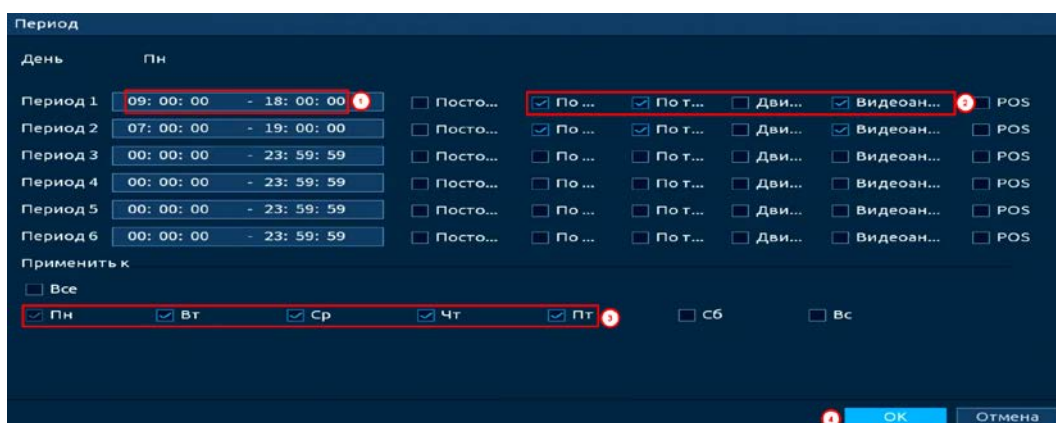 Период
День Пн
Период 1 09: 00: 00 - 18: 00: 00 1 Посто... По ... По т... Дви... Видеоан... 2 POS
Период 2 07: 00: 00 - 19: 00: 00 Посто... По ... По т... Дви... Видеоан... POS
Период 3 00: 00: 00 - 23: 59: 59 Посто... По ... По т... Дви... Видеоан... POS
Период 4 00: 00: 00 - 23: 59: 59 Посто... По ... По т... Дви... Видеоан... POS
Период 5 00: 00: 00 - 23: 59: 59 Посто... По ... По т... Дви... Видеоан... POS
Период 6 00: 00: 00 - 23: 59: 59 Посто... По ... По т... Дви... Видеоан... POS
Применить к
Все
Пн Вт Ср Чт Пт 3 Сб Вс
4 OK Отмена